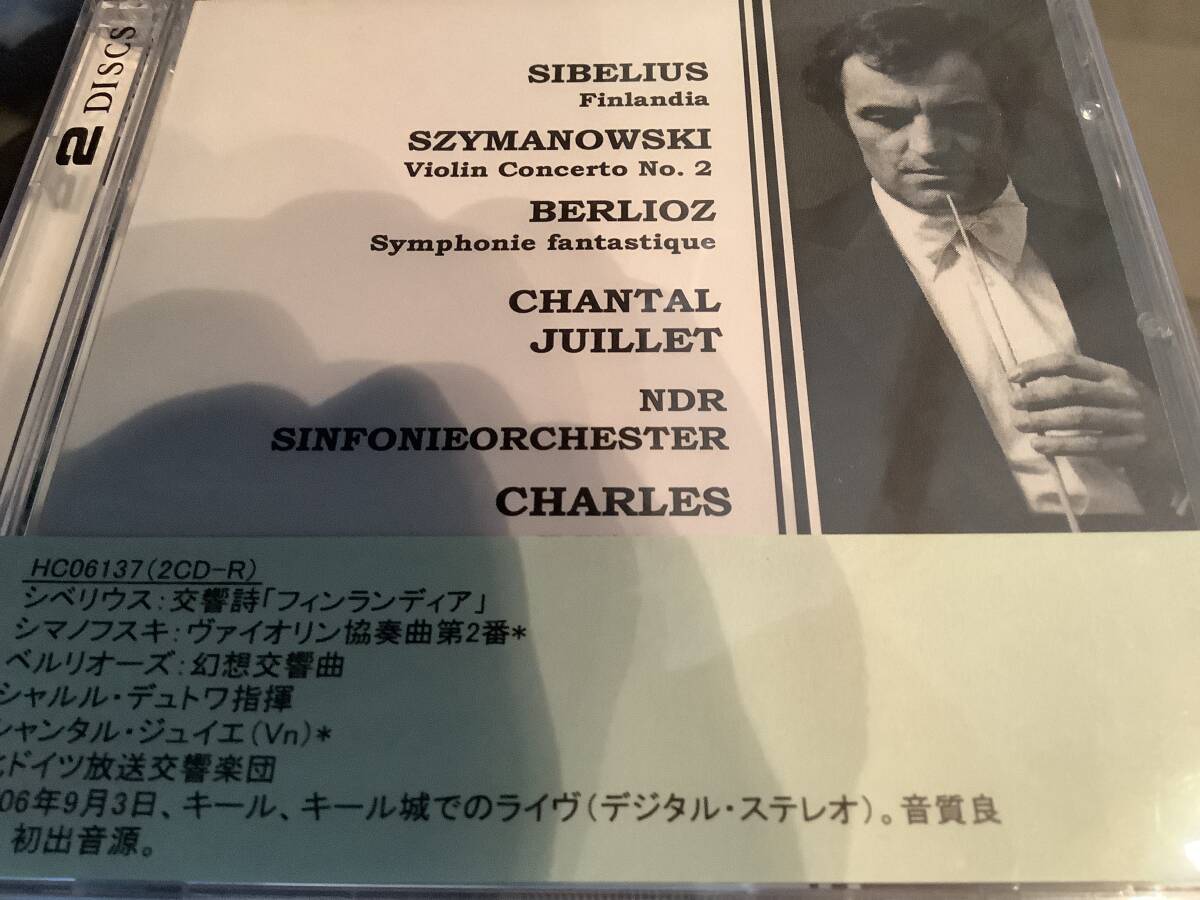 2 DISCS
SIBELIUS
Finlandia
SZYMANOWSKI
Violin Concerto No. 2
BERLIOZ
Symphonie fantastique
CHANTAL
JUILLET
NDR
SINFONIEORCHESTER
CHARLES
HC06137(2CD-R)
シベリウス:交響詩「フィンランディア」
シマノフスキ:ヴァイオリン協奏曲第2番*
ベルリオーズ:幻想交響曲
シャルル・デュトワ指揮
シャンタル・ジュイエ(Vn)*
ドイツ放送交響楽団
06年9月3日、キール、キール城でのライヴ(デジタル・ステレオ)。音質良
初出音源。